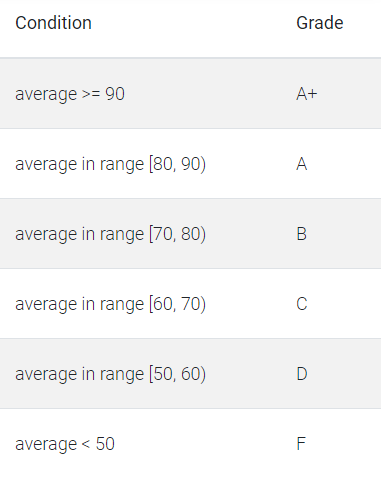 Condition Grade
average >= 90 A+
average in range [80, 90) A
average in range [70, 80) B
average in range [60, 70) C
average in range [50, 60) D
average < 50 F